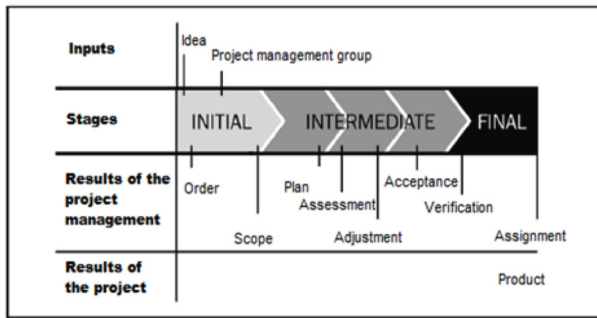 Idea
Inputs
Project management group
Stages
INITIAL
INTERMEDIATE
FINAL
Results of the
project
management
Order
Plan
Acceptance
Assessment
Verification
Scope
Adjustment
Assignment
Results of
the project
Product